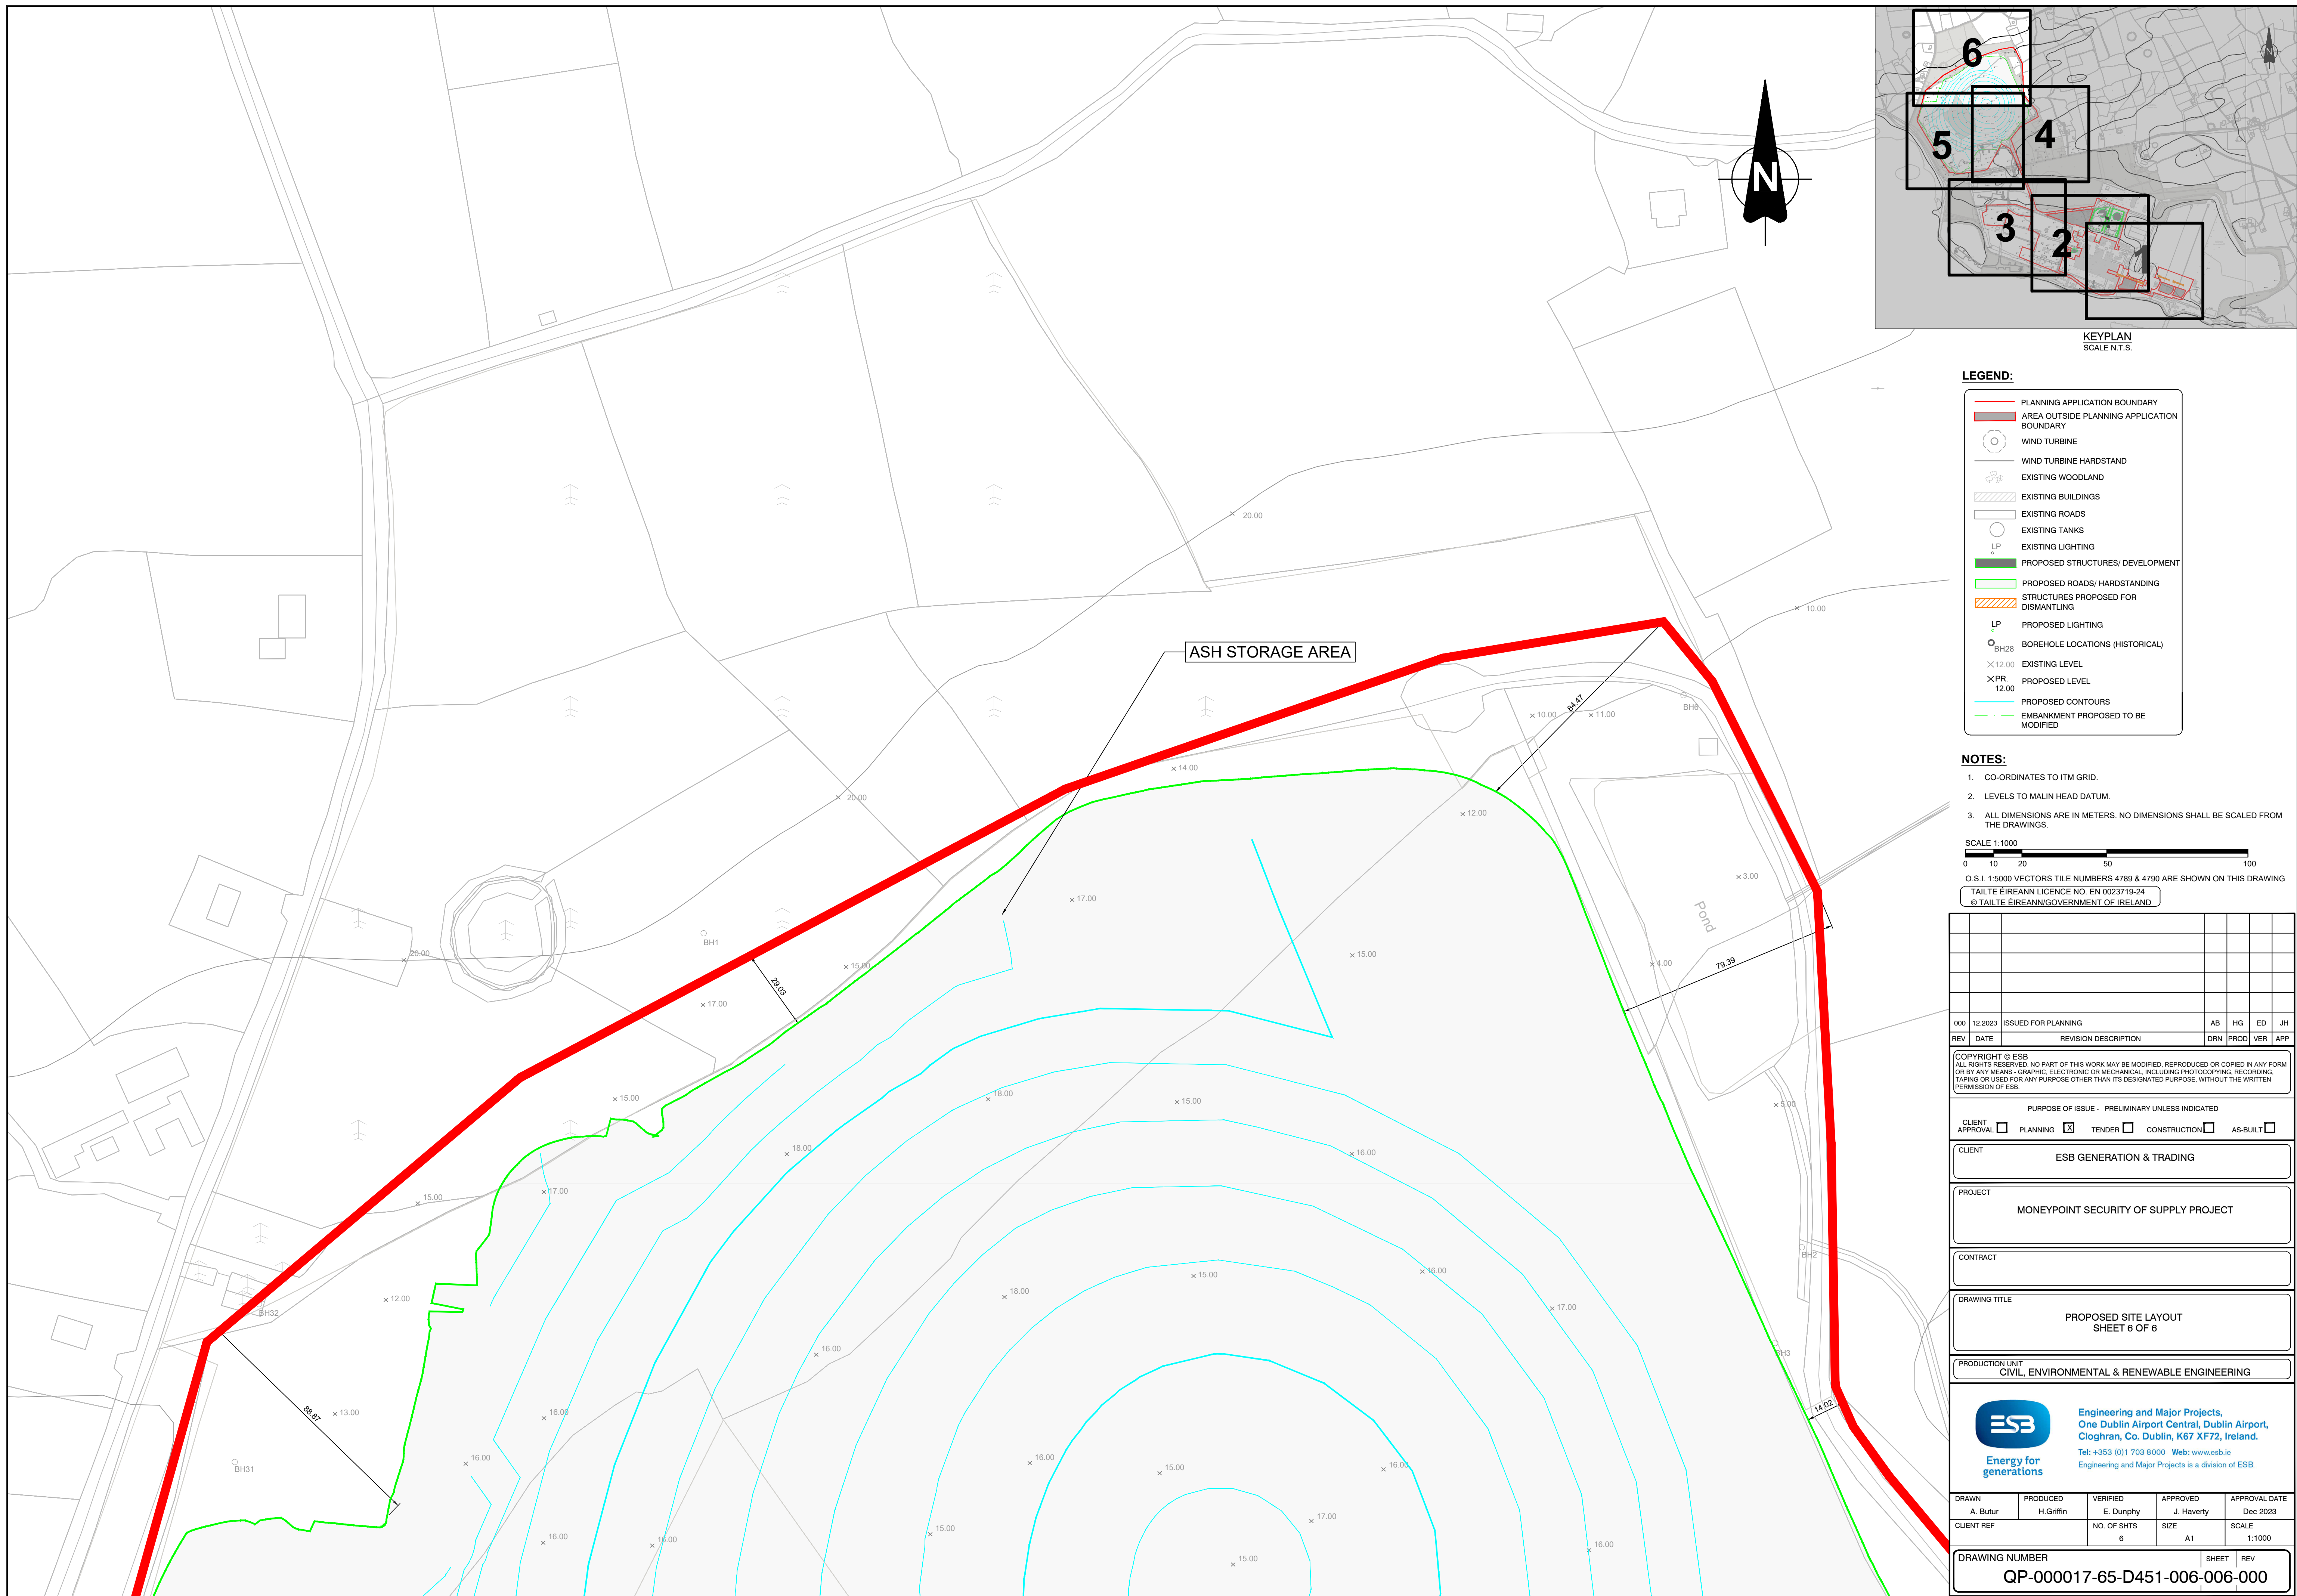 6
5
4
3
2
1
N
KEYPLAN
SCALE N.T.S.
N
LEGEND:
PLANNING APPLICATION BOUNDARY
AREA OUTSIDE PLANNING APPLICATION
BOUNDARY
WIND TURBINE
WIND TURBINE HARDSTAND
EXISTING WOODLAND
EXISTING BUILDINGS
EXISTING ROADS
EXISTING TANKS
LP EXISTING LIGHTING
PROPOSED STRUCTURES/ DEVELOPMENT
PROPOSED ROADS/ HARDSTANDING
STRUCTURES PROPOSED FOR
DISMANTLING
LP PROPOSED LIGHTING
BH28 BOREHOLE LOCATIONS (HISTORICAL)
12.00 EXISTING LEVEL
PR. PROPOSED LEVEL
12.00
PROPOSED CONTOURS
EMBANKMENT PROPOSED TO BE
MODIFIED
NOTES:
1. CO-ORDINATES TO ITM GRID.
2. LEVELS TO MALIN HEAD DATUM.
3. ALL DIMENSIONS ARE IN METERS. NO DIMENSIONS SHALL BE SCALED FROM
THE DRAWINGS.
SCALE 1:1000
0 10 20 50 100
O.S.I. 1:5000 VECTORS TILE NUMBERS 4789 & 4790 ARE SHOWN ON THIS DRAWING
TAILTE ÉIREANN LICENCE NO. EN 0023719-24
© TAILTE ÉIREANN/GOVERNMENT OF IRELAND
000 12.2023 ISSUED FOR PLANNING AB HG ED JH
REV DATE REVISION DESCRIPTION DRN PROD VER APP
COPYRIGHT © ESB
ALL RIGHTS RESERVED. NO PART OF THIS WORK MAY BE MODIFIED, REPRODUCED OR COPIED IN ANY FORM
OR BY ANY MEANS - GRAPHIC, ELECTRONIC OR MECHANICAL, INCLUDING PHOTOCOPYING, RECORDING,
TAPING OR USED FOR ANY PURPOSE OTHER THAN ITS DESIGNATED PURPOSE, WITHOUT THE WRITTEN
PERMISSION OF ESB.
PURPOSE OF ISSUE - PRELIMINARY UNLESS INDICATED
CLIENT
APPROVAL PLANNING X TENDER CONSTRUCTION AS-BUILT
CLIENT
ESB GENERATION & TRADING
PROJECT
MONEYPOINT SECURITY OF SUPPLY PROJECT
CONTRACT
DRAWING TITLE
PROPOSED SITE LAYOUT
SHEET 6 OF 6
PRODUCTION UNIT
CIVIL, ENVIRONMENTAL & RENEWABLE ENGINEERING
ESB
Energy for
generations
Engineering and Major Projects,
One Dublin Airport Central, Dublin Airport,
Cloghran, Co. Dublin, K67 XF72, Ireland.
Tel: +353 (0)1 703 8000 Web: www.esb.ie
Engineering and Major Projects is a division of ESB
DRAWN PRODUCED VERIFIED APPROVED APPROVAL DATE
A. Butur H.Griffin E. Dunphy J. Haverty Dec 2023
CLIENT REF NO. OF SHTS SIZE SCALE
6 A1 1:1000
DRAWING NUMBER SHEET REV
QP-000017-65-D451-006-006-000
20.00
10.00
ASH STORAGE AREA
84.47
BH6
10.00
11.00
14.00
20.00
12.00
3.00
17.00
Pond
BH1
20.00
15.00
15.00
4.00
79.39
29.03
17.00
15.00
18.00
15.00
5.00
18.00
16.00
17.00
15.00
BH2
15.00
16.00
18.00
17.00
12.00
BH32
16.00
BH3
88.87
13.00
16.00
14.02
16.00
16.00
15.00
16.00
BH31
17.00
15.00
16.00
16.00
16.00
15.00